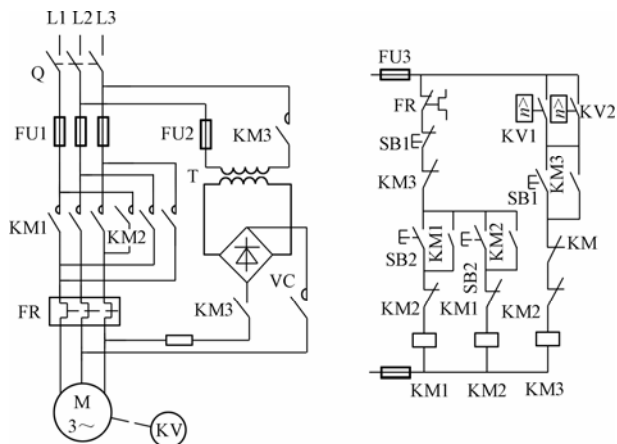 L1 L2 L3
Q
FU1
FU2
KM3
T
KM1
KM2
VC
FR
KM3
M
3～
KV
FU3
FR
n>
n>
KV1
KV2
SB1
KM3
SB1
KM3
KM1
KM2
SB2
SB2
KM
KM2
KM1
KM2
KM1
KM2
KM3